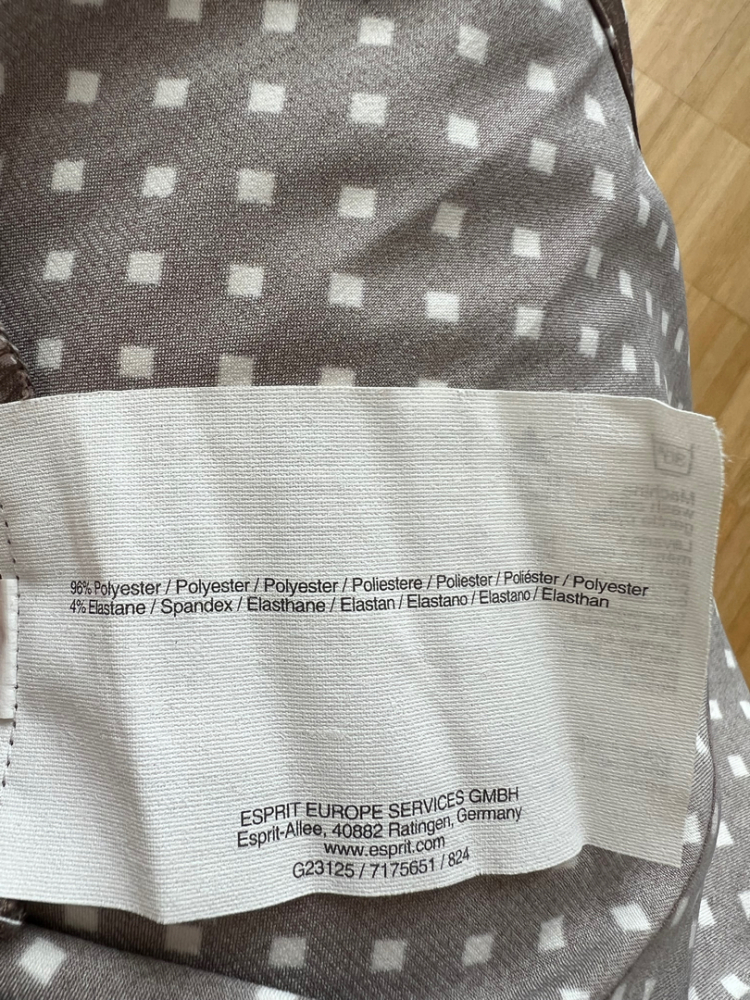 96% Polyester / Polyester / Polyester / Poliestere / Poliester / Poliéster / Polyester
4% Elastane / Spandex / Elasthane / Elastan / Elastano / Elastano / Elasthan
ESPRIT EUROPE SERVICES GMBH
Esprit-Allee, 40882 Ratingen, Germany
www.esprit.com
G23125 / 7175651 / 824